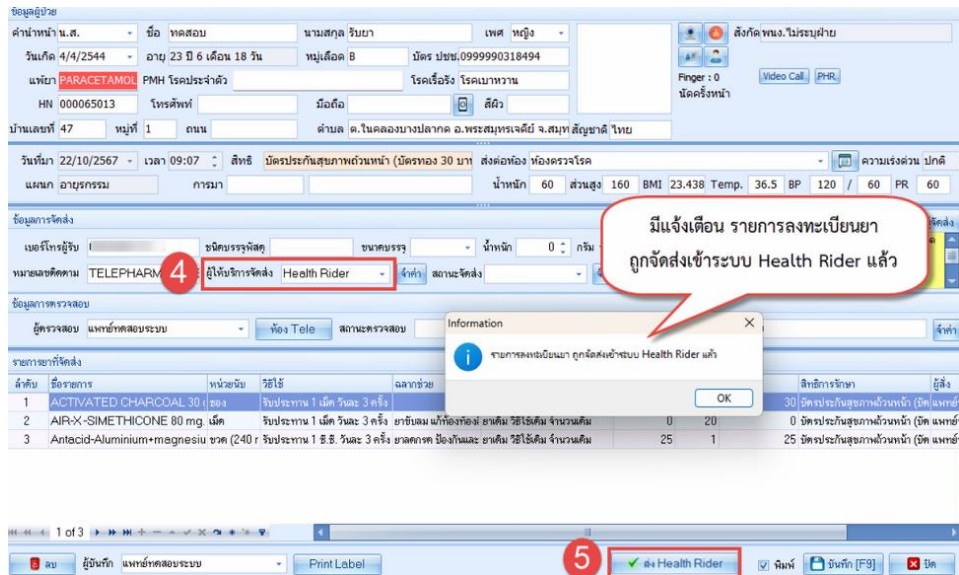 ข้อมูลผู้ป่วย
คำนำหน้า น.ส. ชื่อ ทดสอบ นามสกุล รับยา เพศ หญิง สังกัด พนง.ไม่ระบุฝ่าย
วันเกิด 4/4/2544 อายุ 23 ปี 6 เดือน 18 วัน หมู่เลือด B บัตร ปชช. 0999990318494
แพ้ยา PARACETAMOL PMH โรคประจำตัว โรคเรื้อรัง โรคเบาหวาน Finger : 0 Video Call PHR
นัดครั้งหน้า
HN 000065013 โทรศัพท์ มือถือ สีผิว
บ้านเลขที่ 47 หมู่ที่ 1 ถนน ตำบล ต.ในคลองบางปลากด อ.พระสมุทรเจดีย์ จ.สมุท สัญชาติ ไทย
วันที่มา 22/10/2567 เวลา 09:07 สิทธิ บัตรประกันสุขภาพถ้วนหน้า (บัตรทอง 30 บาท ส่งต่อห้อง ห้องตรวจโรค ความเร่งด่วน ปกติ
แผนก อายุรกรรม การมา น้ำหนัก 60 ส่วนสูง 160 BMI 23.438 Temp. 36.5 BP 120 / 60 PR 60
ข้อมูลการจัดส่ง
มีแจ้งเตือน รายการลงทะเบียนยา
ถูกจัดส่งเข้าระบบ Health Rider แล้ว
เบอร์โทรผู้รับ ชนิดบรรจุพัสดุ ขนาดบรรจุ น้ำหนัก 0 กรัม
หมายเลขติดตาม TELEPHARM 4 ผู้ให้บริการจัดส่ง Health Rider จำค่า สถานะจัดส่ง
ข้อมูลการตรวจสอบ
ผู้ตรวจสอบ แพทย์ทดสอบระบบ ห้อง Tele สถานะตรวจสอบ จำค่า
Information
รายการลงทะเบียนยา ถูกจัดส่งเข้าระบบ Health Rider แล้ว
OK
รายการยาที่จัดส่ง
ลำดับ ชื่อรายการ หน่วยนับ วิธีใช้ ฉลากช่วย สิทธิการรักษา ผู้สั่ง
1 ACTIVATED CHARCOAL 30 ( ซอง รับประทาน 1 เม็ด วันละ 3 ครั้ง 30 บัตรประกันสุขภาพถ้วนหน้า (บัต แพทย์
2 AIR-X-SIMETHICONE 80 mg. เม็ด รับประทาน 1 เม็ด วันละ 3 ครั้ง ยาขับลม แก้ท้องท้อง ยาเดิม วิธีใช้เดิม จำนวนเดิม 0 20 0 บัตรประกันสุขภาพถ้วนหน้า (บัต แพทย์
3 Antacid-Aluminium+magnesiu ขวด (240 r รับประทาน 1 ซ.ซ. วันละ 3 ครั้ง ยาลดกรด ป้องกันและ ยาเดิม วิธีใช้เดิม จำนวนเดิม 25 1 25 บัตรประกันสุขภาพถ้วนหน้า (บัต แพทย์
1 of 3
ลบ ผู้บันทึก แพทย์ทดสอบระบบ Print Label 5 ส่ง Health Rider พิมพ์ บันทึก [F9] ปิด